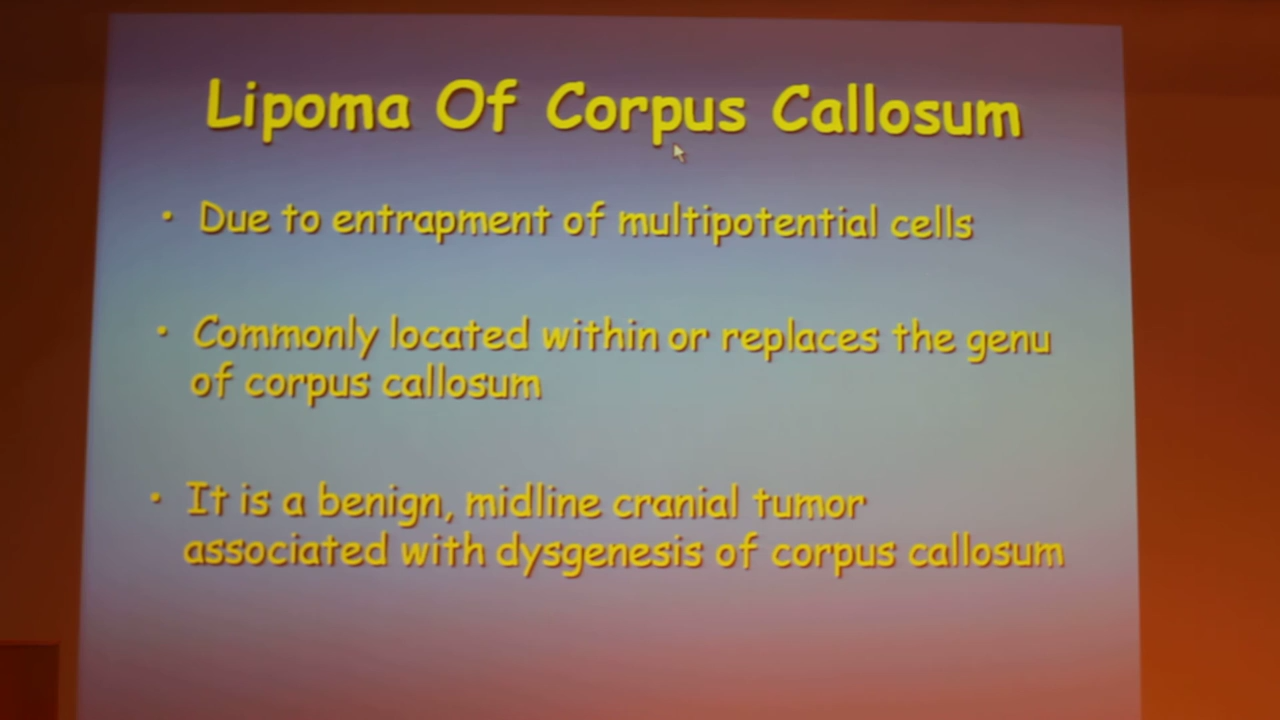 Lipoma Of Corpus Callosum
• Due to entrapment of multipotential cells
• Commonly located within or replaces the genu
of corpus callosum
• It is a benign, midline cranial tumor
associated with dysgenesis of corpus callosum